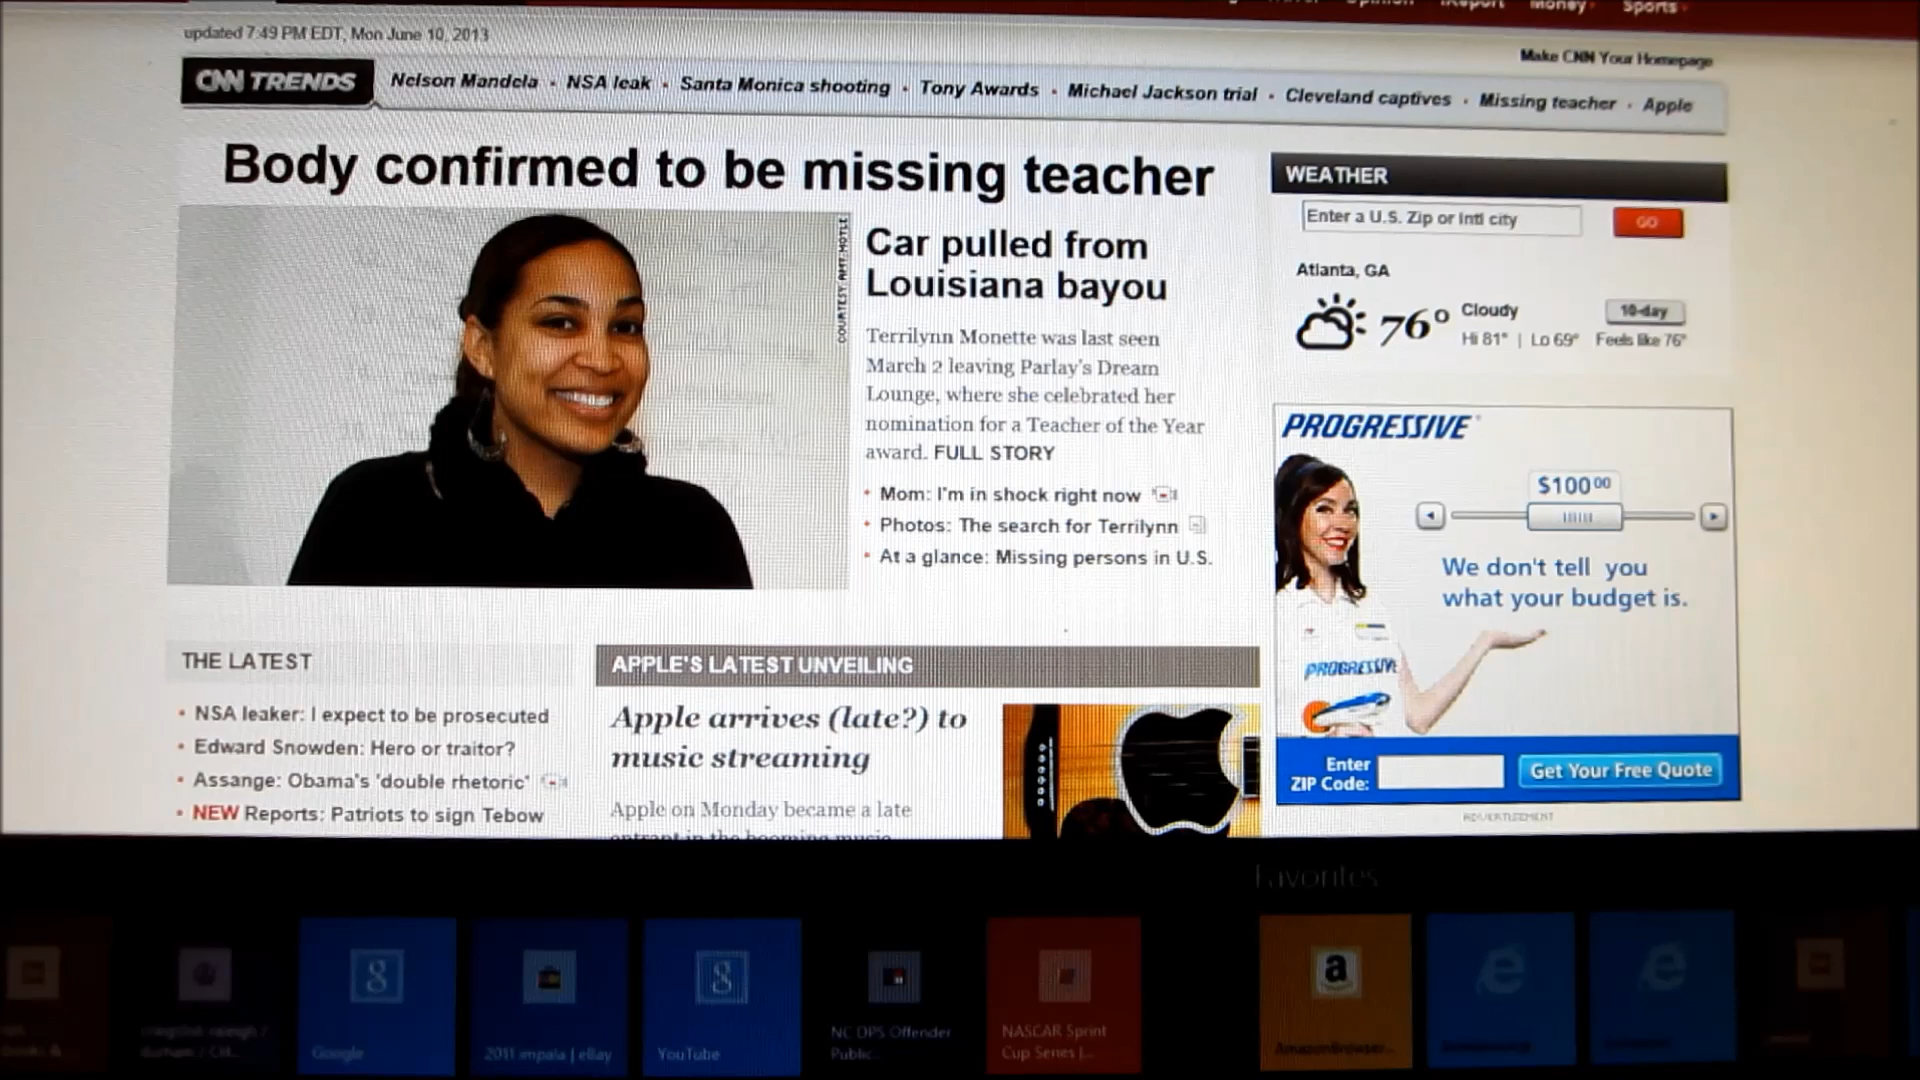 updated 7:49 PM EDT, Mon June 10, 2013
Money
Sports
Make CNN Your Homepage
CNN TRENDS
Nelson Mandela · NSA leak · Santa Monica shooting · Tony Awards · Michael Jackson trial · Cleveland captives · Missing teacher · Apple
Body confirmed to be missing teacher
COURTESY AMY HOYLE
Car pulled from
Louisiana bayou
Terrilynn Monette was last seen
March 2 leaving Parlay's Dream
Lounge, where she celebrated her
nomination for a Teacher of the Year
award. FULL STORY
Mom: I'm in shock right now
Photos: The search for Terrilynn
At a glance: Missing persons in U.S.
WEATHER
Enter a U.S. Zip or Intl city
GO
Atlanta, GA
76°
Cloudy
10-day
Hi 81° | Lo 69°
Feels like 76°
PROGRESSIVE
$100 00
We don't tell you
what your budget is.
PROGRESSIVE
Enter
ZIP Code:
Get Your Free Quote
ADVERTISEMENT
THE LATEST
NSA leaker: I expect to be prosecuted
Edward Snowden: Hero or traitor?
Assange: Obama's 'double rhetoric'
NEW Reports: Patriots to sign Tebow
APPLE'S LATEST UNVEILING
Apple arrives (late?) to
music streaming
Apple on Monday became a late
Favorites
Google
2011 impala | eBay
YouTube
NC DPS Offender
Public...
NASCAR Sprint
Cup Series |...
a
AmazonBrowser...